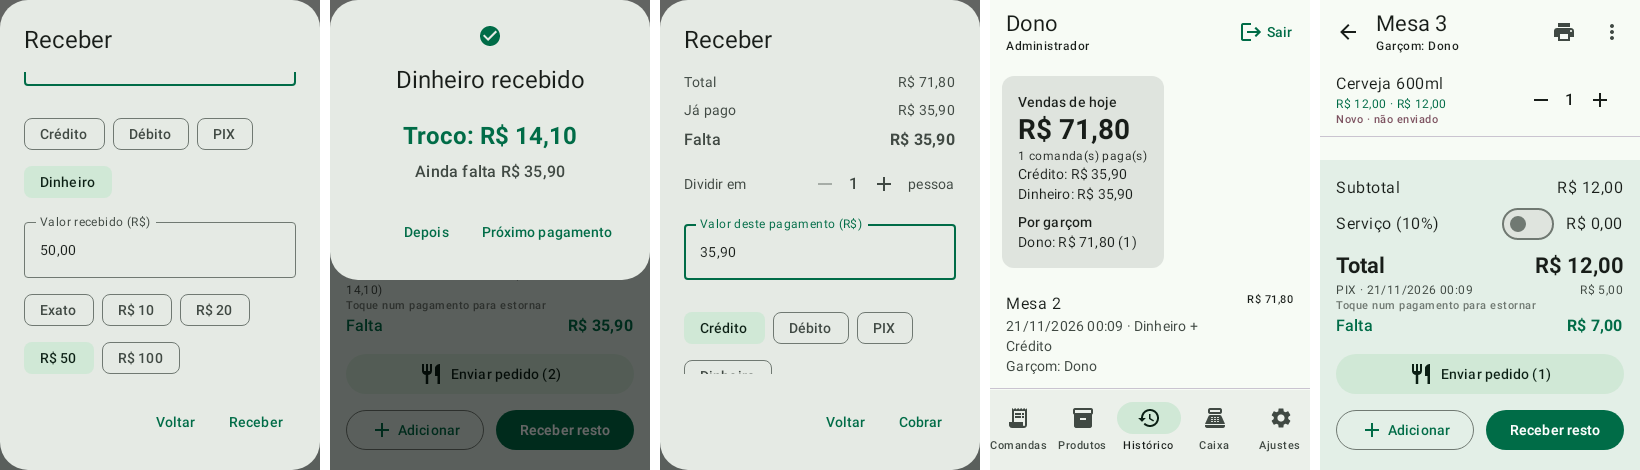 Receber
Crédito
Débito
PIX
Dinheiro
Valor recebido (R$)
50,00
Exato
R$ 10
R$ 20
R$ 50
R$ 100
Voltar
Receber
Dinheiro recebido
Troco: R$ 14,10
Ainda falta R$ 35,90
Depois
Próximo pagamento
14,10)
Toque num pagamento para estornar
Falta R$ 35,90
Enviar pedido (2)
Adicionar
Receber resto
Receber
Total R$ 71,80
Já pago R$ 35,90
Falta R$ 35,90
Dividir em 1 pessoa
Valor deste pagamento (R$)
35,90
Crédito
Débito
PIX
Dinheiro
Voltar
Cobrar
Dono
Administrador
Sair
Vendas de hoje
R$ 71,80
1 comanda(s) paga(s)
Crédito: R$ 35,90
Dinheiro: R$ 35,90
Por garçom
Dono: R$ 71,80 (1)
Mesa 2 R$ 71,80
21/11/2026 00:09 · Dinheiro +
Crédito
Garçom: Dono
Comandas
Produtos
Histórico
Caixa
Ajustes
Mesa 3
Garçom: Dono
Cerveja 600ml
R$ 12,00 · R$ 12,00
Novo · não enviado
1
Subtotal R$ 12,00
Serviço (10%) R$ 0,00
Total R$ 12,00
PIX · 21/11/2026 00:09 R$ 5,00
Toque num pagamento para estornar
Falta R$ 7,00
Enviar pedido (1)
Adicionar
Receber resto